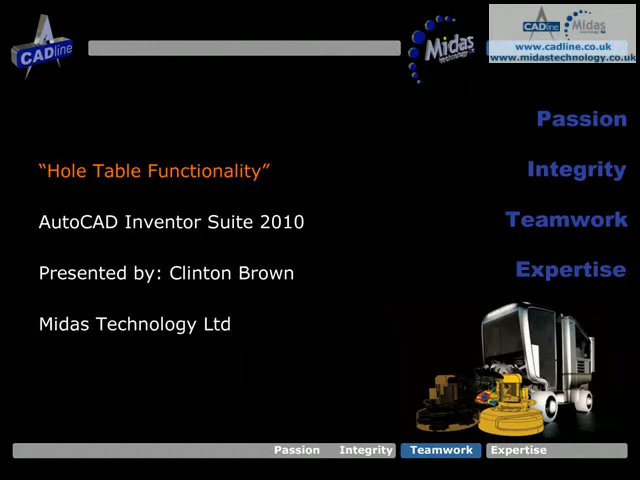 CADline
Midas
technology
CADline
Midas
www.cadline.co.uk
www.midastechnology.co.uk
Passion
“Hole Table Functionality”
Integrity
AutoCAD Inventor Suite 2010
Teamwork
Presented by: Clinton Brown
Expertise
Midas Technology Ltd
Passion Integrity Teamwork Expertise